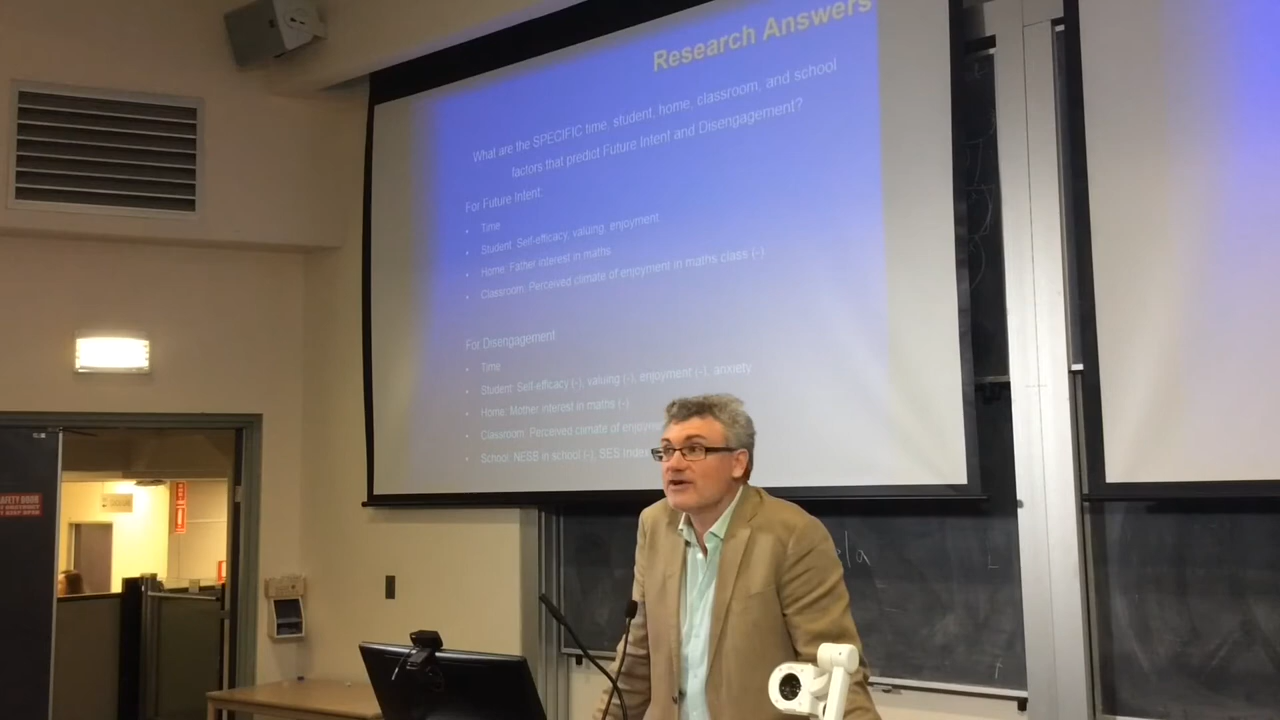 Research Answers
What are the SPECIFIC time, student, home, classroom, and school
factors that predict Future Intent and Disengagement?
For Future Intent:
• Time
• Student: Self-efficacy, valuing, enjoyment
• Home: Father interest in maths
• Classroom: Perceived climate of enjoyment in maths class (-)
For Disengagement
• Time
• Student: Self-efficacy (-), valuing (-), enjoyment (-), anxiety
• Home: Mother interest in maths (-)
• Classroom: Perceived climate of
• School: NESB in school (-), SES Index
SAFETY DOOR